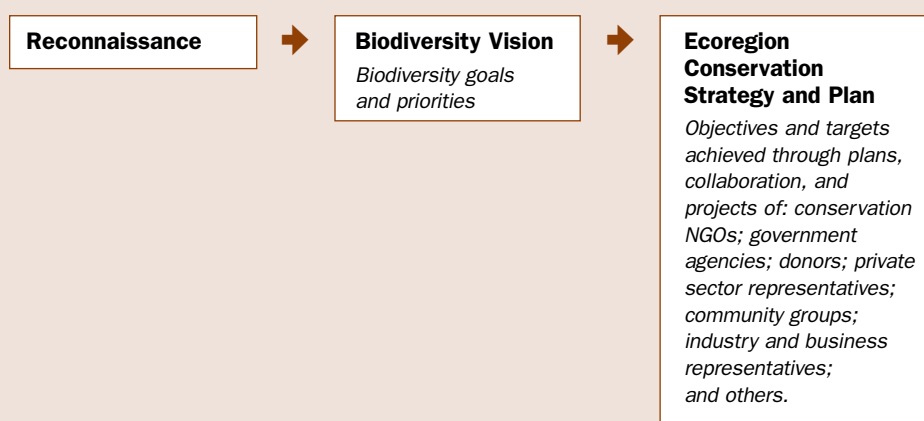 Reconnaissance
Biodiversity Vision
Biodiversity goals
and priorities
Ecoregion
Conservation
Strategy and Plan
Objectives and targets
achieved through plans,
collaboration, and
projects of: conservation
NGOs; government
agencies; donors; private
sector representatives;
community groups;
industry and business
representatives;
and others.